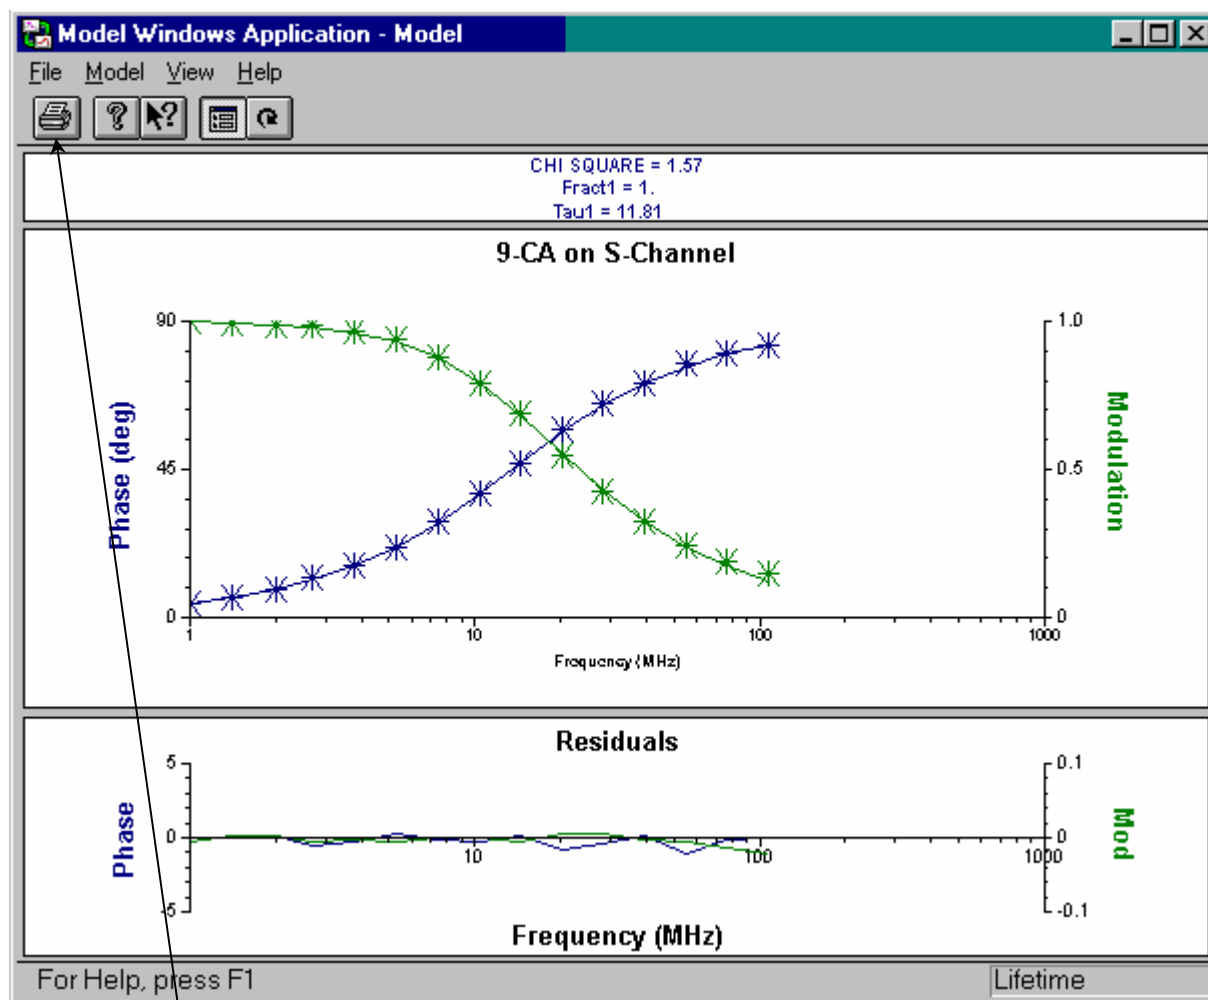 Model Windows Application - Model
File Model View Help
CHI SQUARE = 1.57
Fract1 = 1.
Tau1 = 11.81
9-CA on S-Channel
90
45
0
Phase (deg)
1.0
0.5
0
Modulation
1 10 100 1000
Frequency (MHz)
Residuals
5
0
-5
Phase
0.1
0
-0.1
Mod
10 100 1000
Frequency (MHz)
For Help, press F1
Lifetime